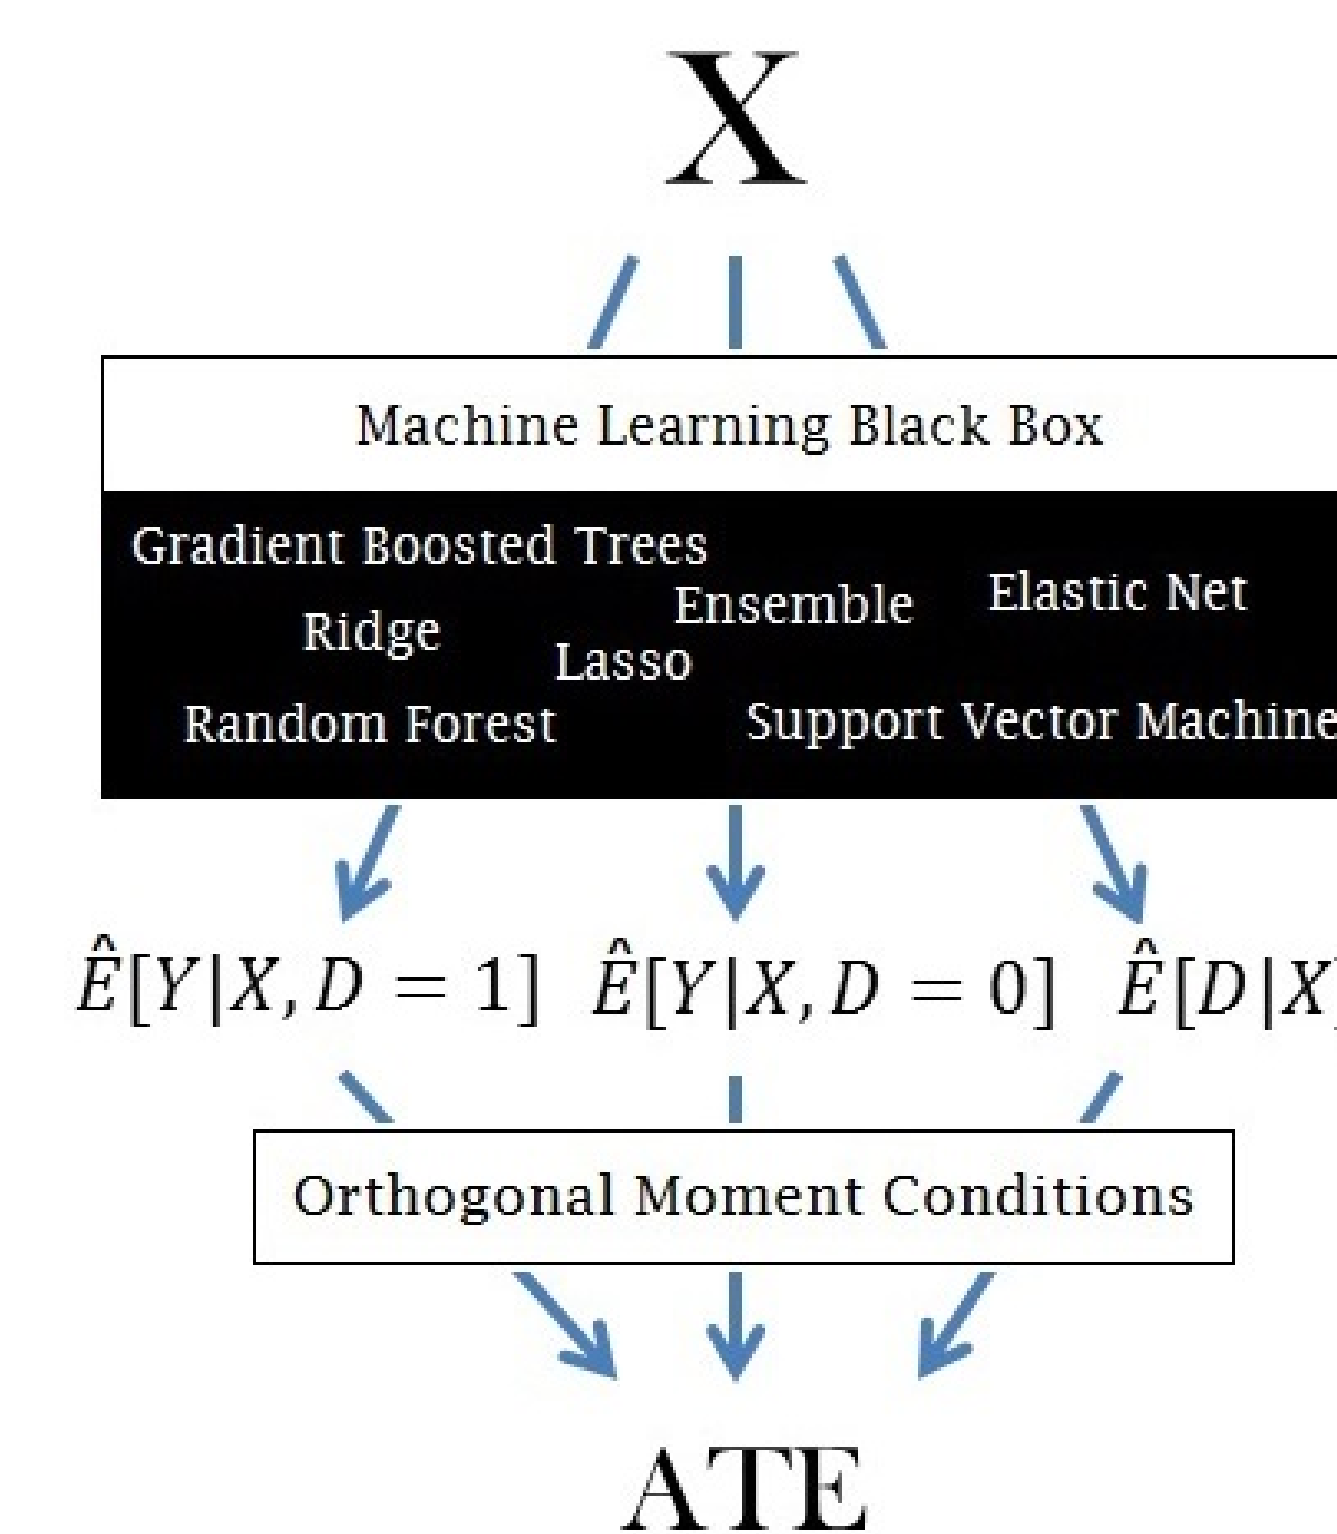 X
Machine Learning Black Box
Gradient Boosted Trees
Elastic Net
Ensemble
Ridge
Lasso
Random Forest
Support Vector Machine
Ê[Y|X, D = 1] Ê[Y|X, D = 0] Ê[D|X]
Orthogonal Moment Conditions
ATE